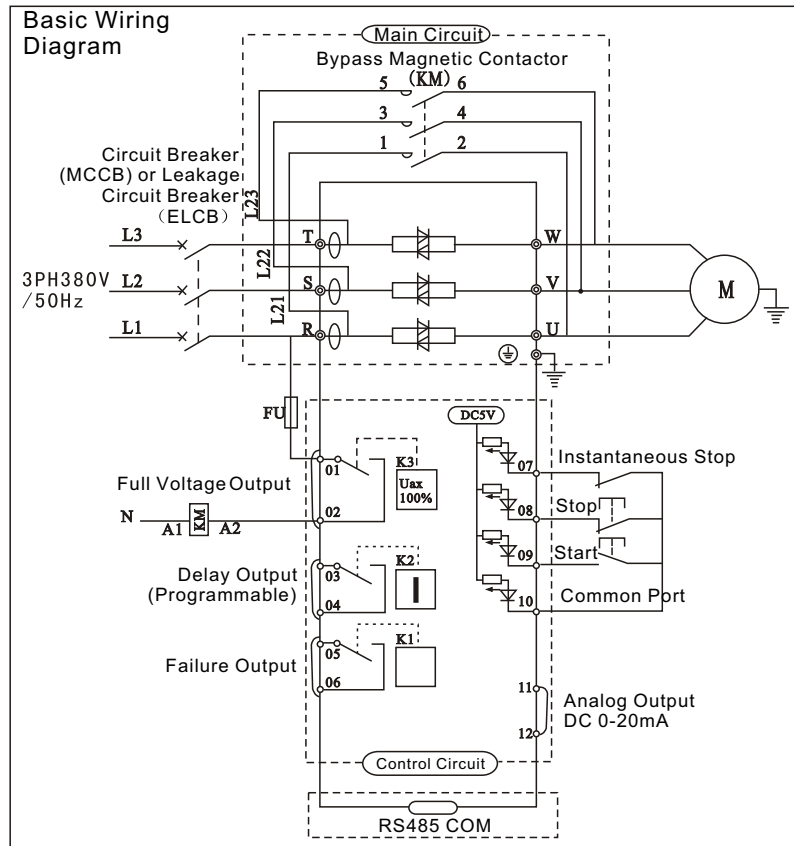 Basic Wiring
Diagram
Main Circuit
Bypass Magnetic Contactor
(KM)
5 6
3 4
1 2
Circuit Breaker
(MCCB) or Leakage
Circuit Breaker
（ELCB）
L23
L22
L21
L3
L2
L1
3PH380V
/50Hz
T
S
R
W
V
U
M
FU
DC5V
01
02
K3
Uax
100%
Full Voltage Output
N
A1 KM A2
Delay Output
(Programmable)
03
04
K2
Failure Output
05
06
K1
07
08
09
10
Instantaneous Stop
Stop
Start
Common Port
11
12
Analog Output
DC 0-20mA
Control Circuit
RS485 COM